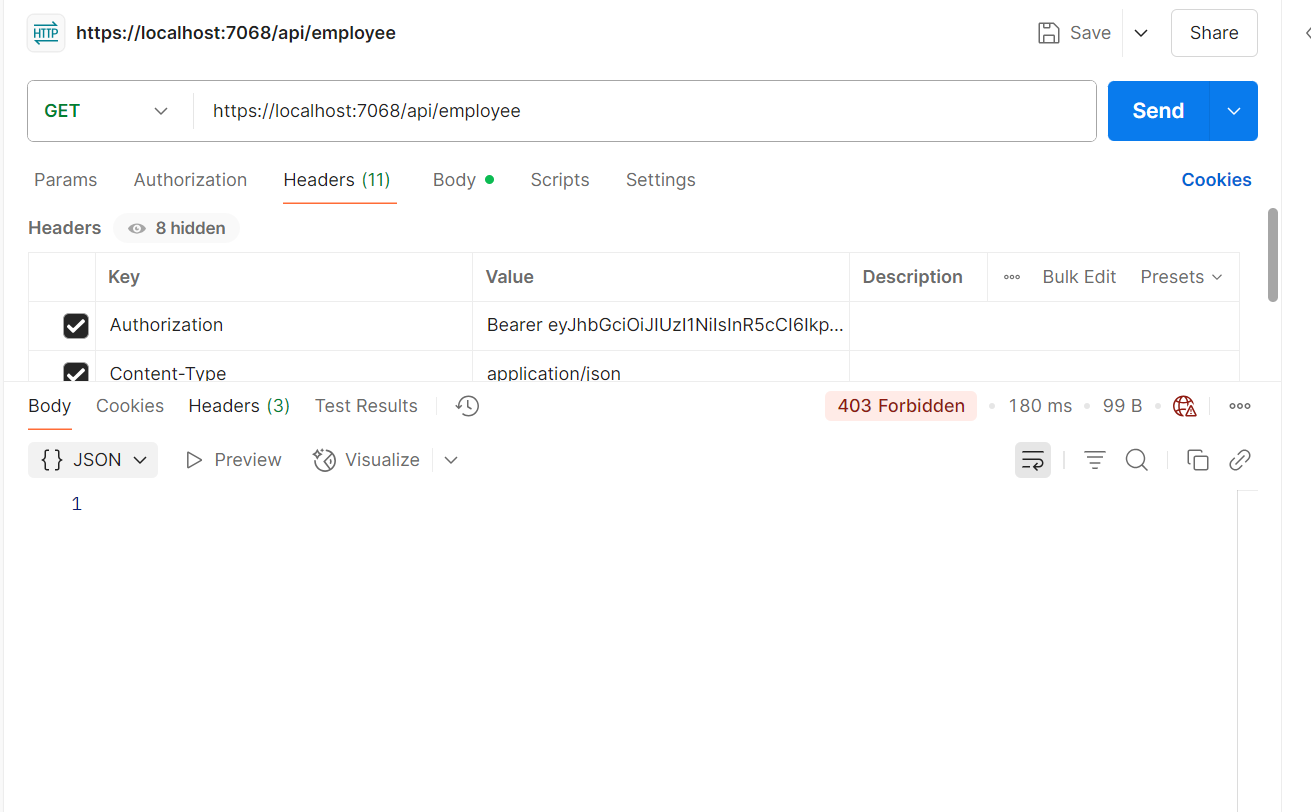 HTTP https://localhost:7068/api/employee Save Share
GET https://localhost:7068/api/employee Send
Params Authorization Headers (11) Body Scripts Settings Cookies
Headers 8 hidden
Key Value Description Bulk Edit Presets
Authorization Bearer eyJhbGciOiJIUzI1NiIsInR5cCI6Ikp...
Content-Type application/json
Body Cookies Headers (3) Test Results 403 Forbidden 180 ms 99 B
{} JSON Preview Visualize
1